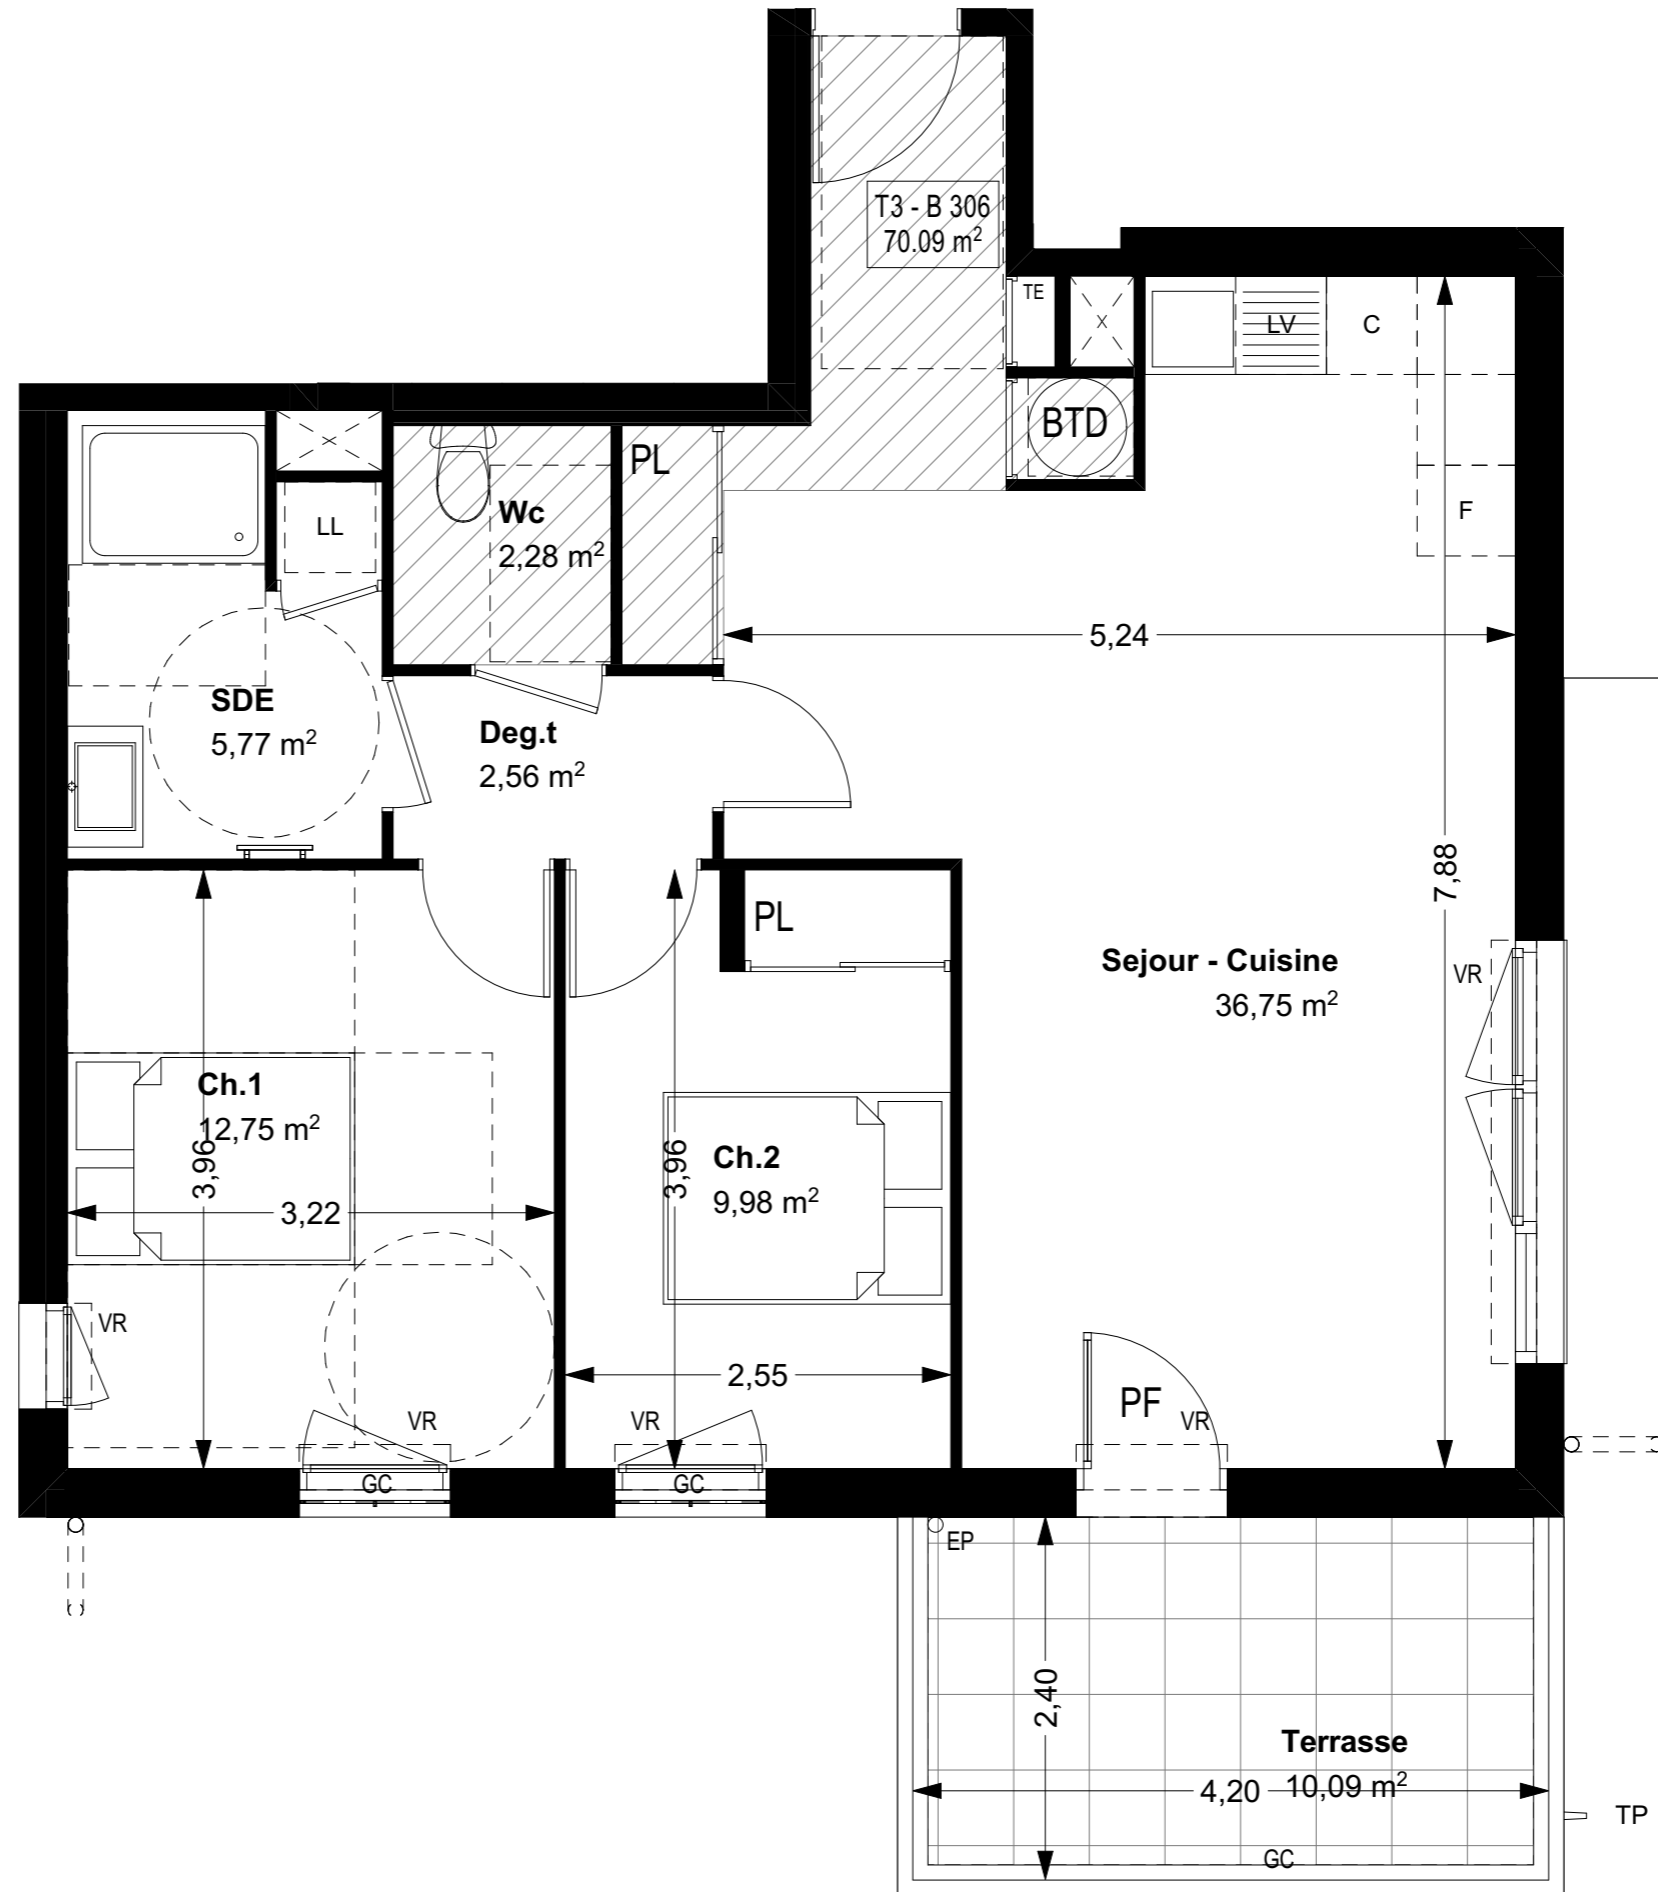 T3 - B 306
70.09 m²
TE
LV
C
BTD
F
PL
Wc
2,28 m²
LL
5,24
SDE
5,77 m²
Deg.t
2,56 m²
7,88
PL
Sejour - Cuisine
36,75 m²
VR
Ch.1
12,75 m²
3,96
3,22
3,96
Ch.2
9,98 m²
2,55
VR
VR
GC
VR
GC
PF
VR
EP
2,40
Terrasse
10,09 m²
4,20
GC
TP